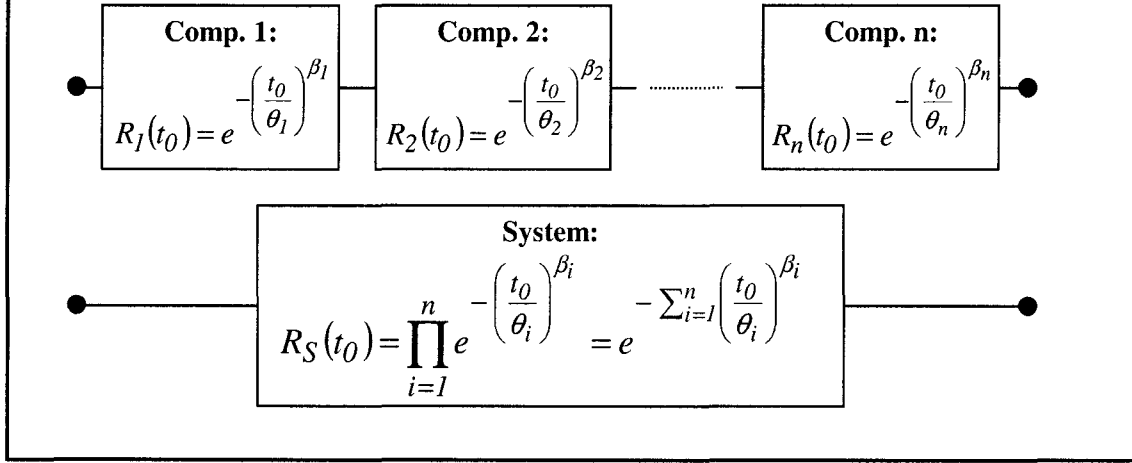 Comp. 1: Comp. 2: Comp. n:
R_1(t_0) = e^{-(t_0/θ_1)^{β_1}} R_2(t_0) = e^{-(t_0/θ_2)^{β_2}} R_n(t_0) = e^{-(t_0/θ_n)^{β_n}}
System:
R_S(t_0) = ∏_{i=1}^{n} e^{-(t_0/θ_i)^{β_i}} = e^{-∑_{i=1}^{n}(t_0/θ_i)^{β_i}}